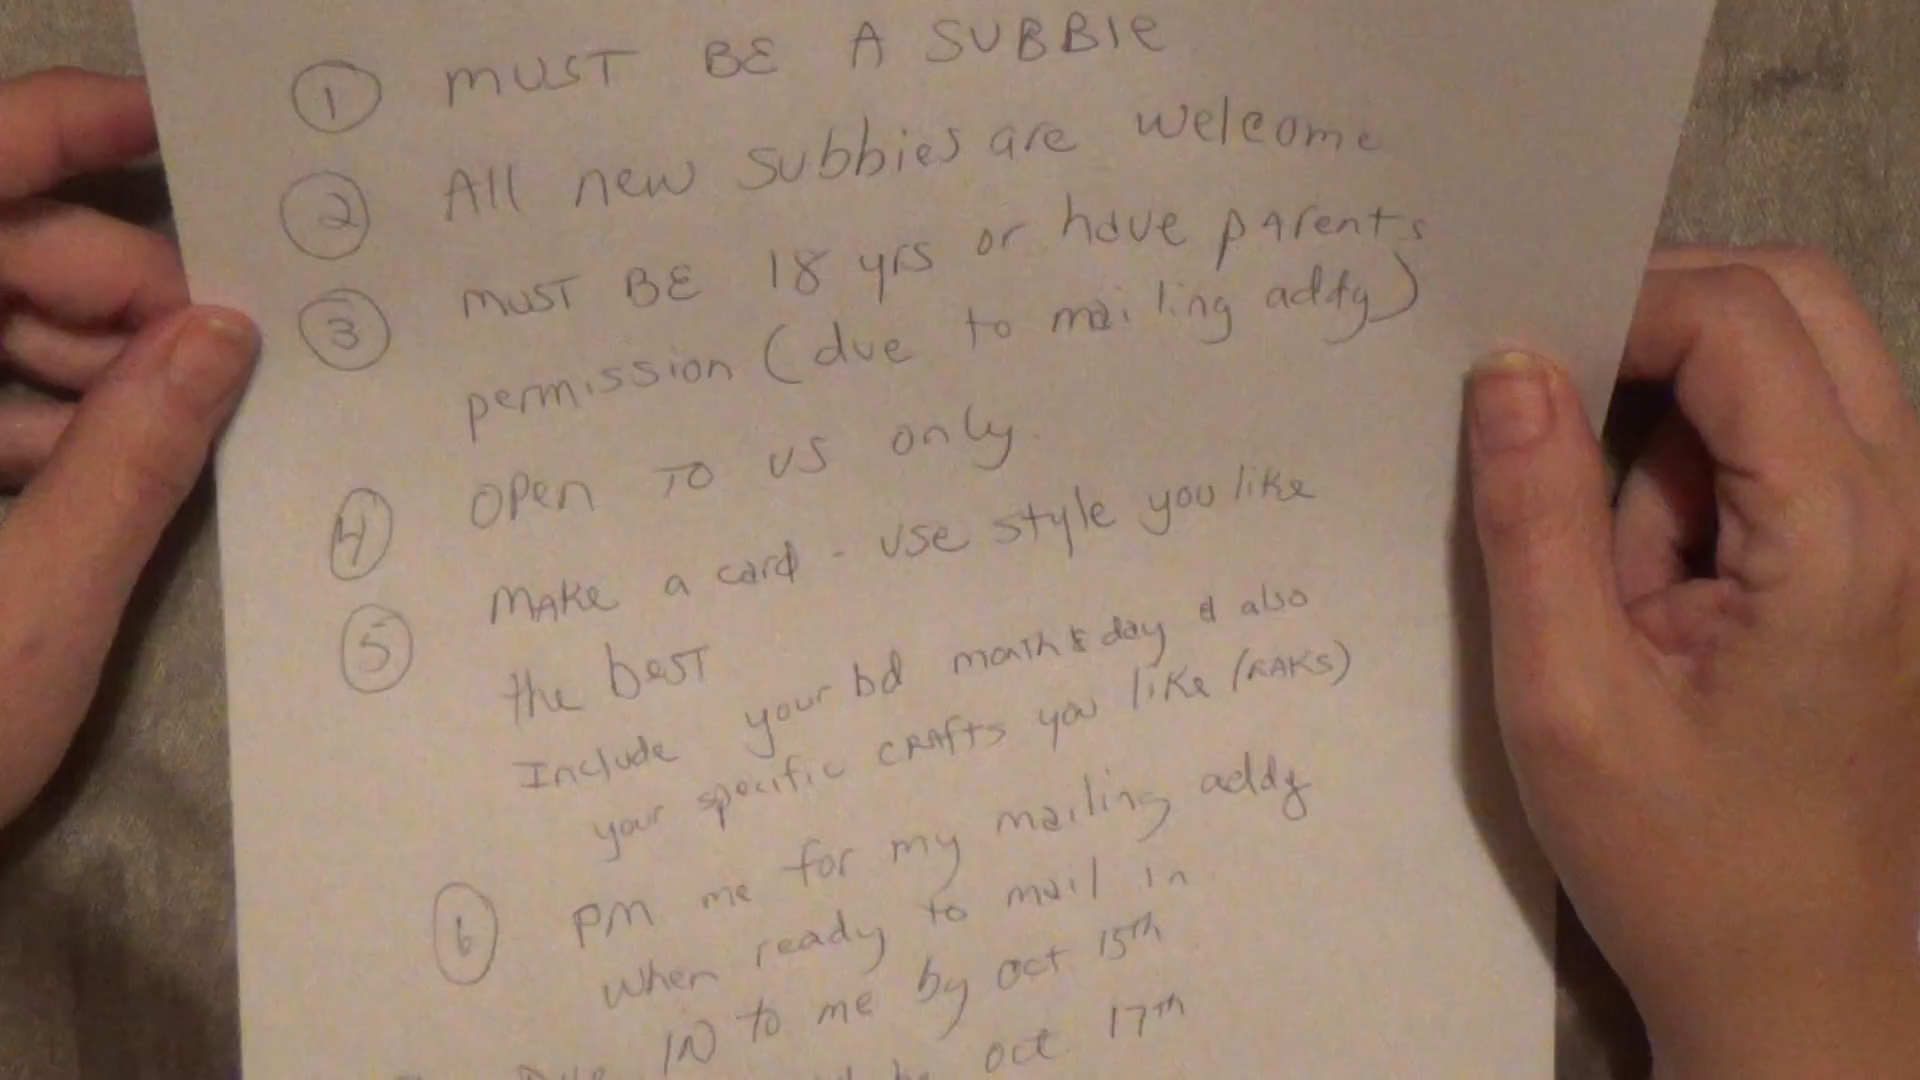 ① MUST BE A SUBBIE
② All new subbies are welcome
③ MUST BE 18 yrs or have parents
permission (due to mailing addy)
④ OPEN TO US only.
⑤ MAKE a card - use style you like
the best
Include your bd month & day & also
your specific CRAfTs you like (RAKS)
⑥ PM me for my mailing addy
when ready to mail in
IN to me by Oct 15th
Oct 17th